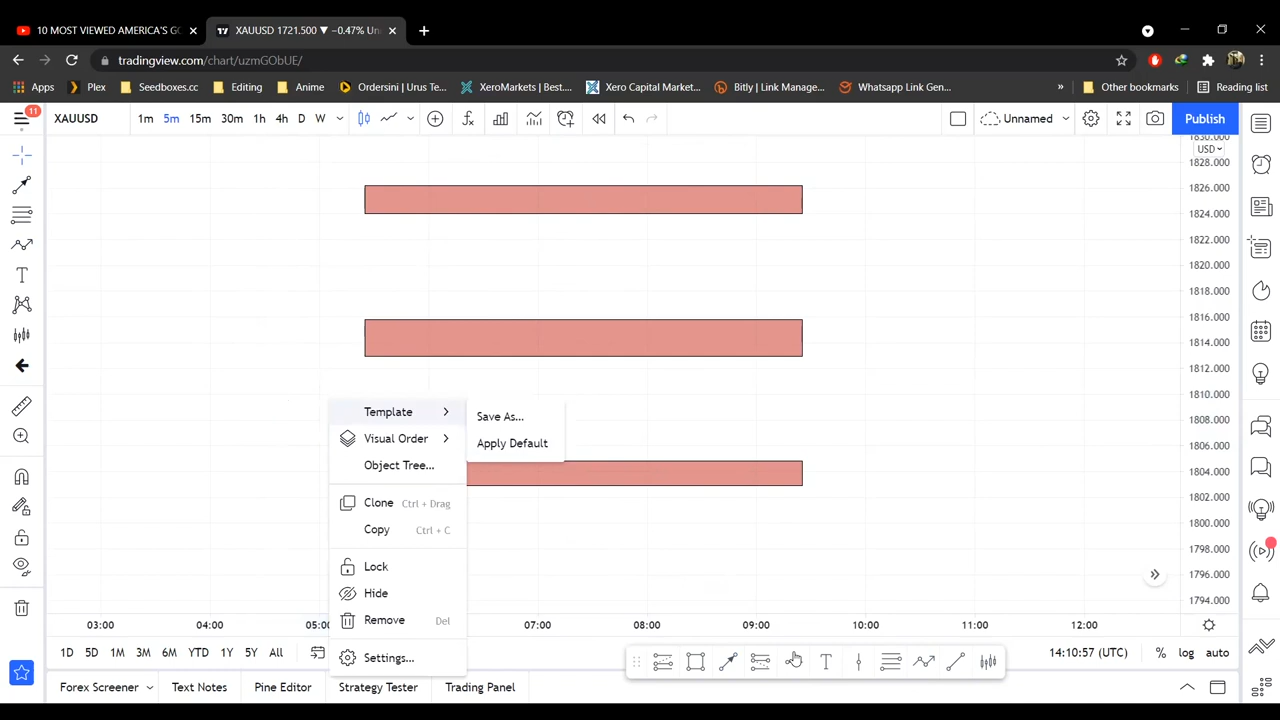 10 MOST VIEWED AMERICA'S GO
XAUUSD 1721.500 ▼ −0.47% Un
tradingview.com/chart/uzmGObUE/
Apps
Plex
Seedboxes.cc
Editing
Anime
Ordersini | Urus Te...
XeroMarkets | Best...
Xero Capital Market...
Bitly | Link Manage...
Whatsapp Link Gen...
»
Other bookmarks
Reading list
11
XAUUSD
1m 5m 15m 30m 1h 4h D W
Unnamed
Publish
1830.000
USD
1828.000
1826.000
1824.000
1822.000
1820.000
1818.000
1816.000
1814.000
1812.000
1810.000
1808.000
1806.000
1804.000
1802.000
1800.000
1798.000
1796.000
1794.000
Template
Save As...
Apply Default
Visual Order
Object Tree...
Clone Ctrl + Drag
Copy Ctrl + C
Lock
Hide
Remove Del
Settings...
03:00 04:00 05:00 07:00 08:00 09:00 10:00 11:00 12:00
1D 5D 1M 3M 6M YTD 1Y 5Y All
14:10:57 (UTC) % log auto
Forex Screener Text Notes Pine Editor Strategy Tester Trading Panel